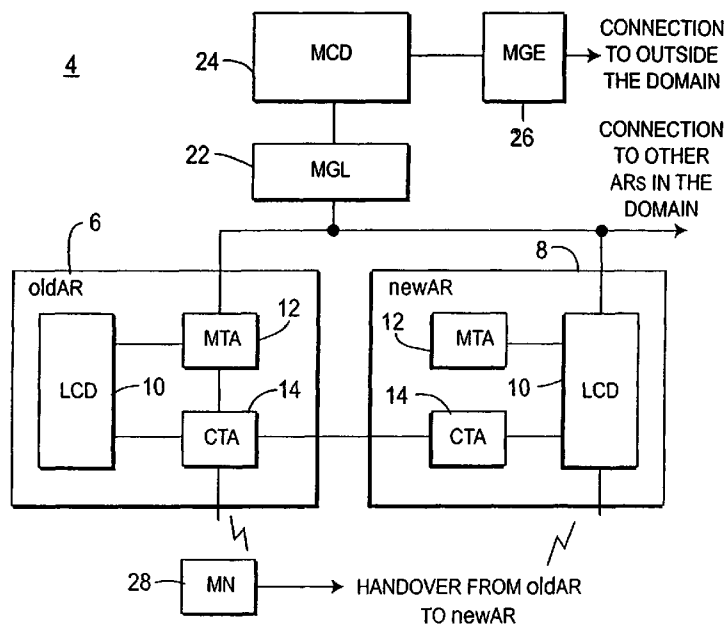 4
24
MCD
MGE
CONNECTION
TO OUTSIDE
THE DOMAIN
26
22
MGL
CONNECTION
TO OTHER
ARs IN THE
DOMAIN
6
8
oldAR
newAR
LCD
10
MTA
12
14
CTA
12
MTA
14
CTA
10
LCD
28
MN
HANDOVER FROM oldAR
TO newAR